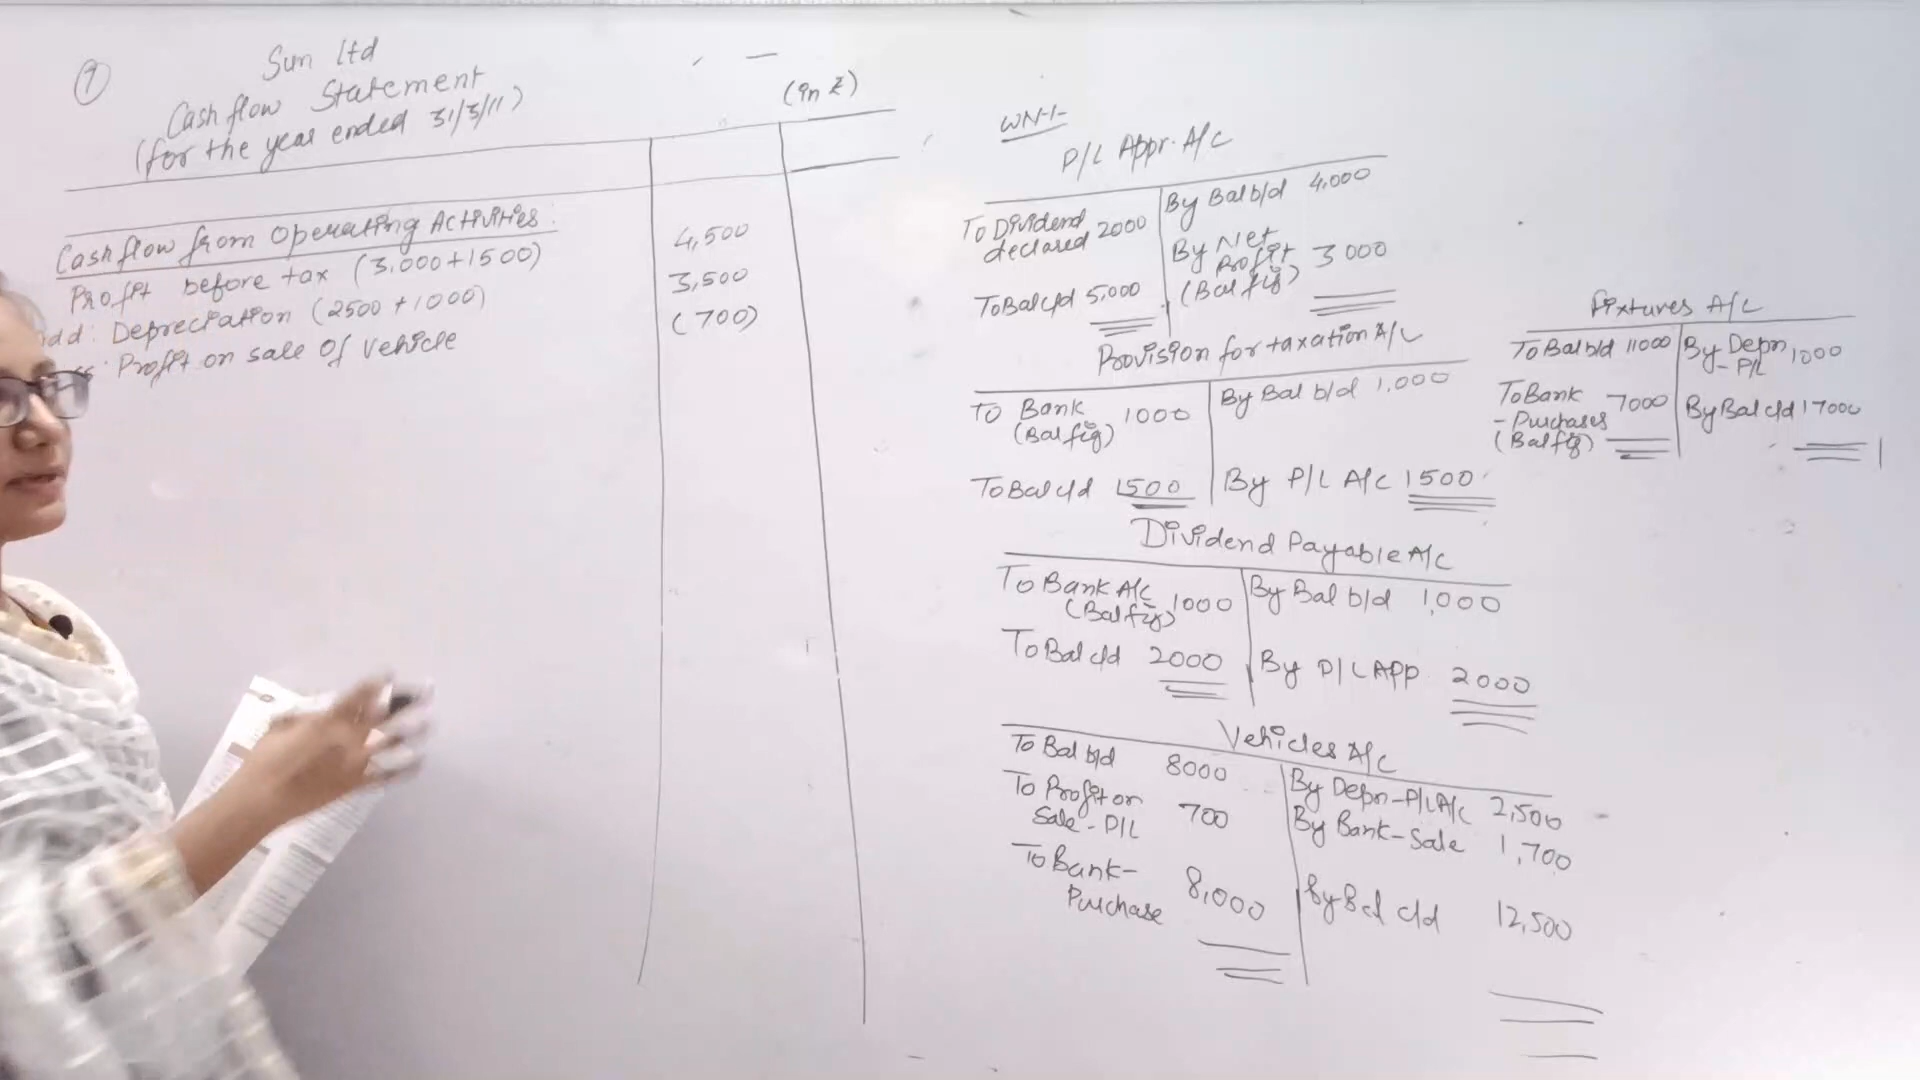 7
Sun Ltd
Cashflow Statement
(for the year ended 31/3/11)
(in ₹)
Cashflow from Operating Activities:
Profit before tax (3,000+1500) 4,500
Add: Depreciation (2500+1000) 3,500
Profit on sale of vehicle (700)
WN-1-
P/L Appr. A/C
To Dividend declared 2000
By Bal b/d 4,000
By Net Profit (Bal fig) 3000
To Bal c/d 5,000
Provision for taxation A/C
To Bank (Bal fig) 1000
By Bal b/d 1,000
To Bal c/d 1500
By P/L A/C 1500
Dividend Payable A/C
To Bank A/C (Bal fig) 1000
By Bal b/d 1,000
To Bal c/d 2000
By P/L APP 2000
Vehicles A/C
To Bal b/d 8000
By Depn-P/L A/C 2,500
To Profit on Sale-P/L 700
By Bank-Sale 1,700
To Bank-Purchase 8,000
By Bal c/d 12,500
Fixtures A/C
To Bal b/d 11000
By Depn-P/L 1000
To Bank-Purchases (Bal fig) 7000
By Bal c/d 17000